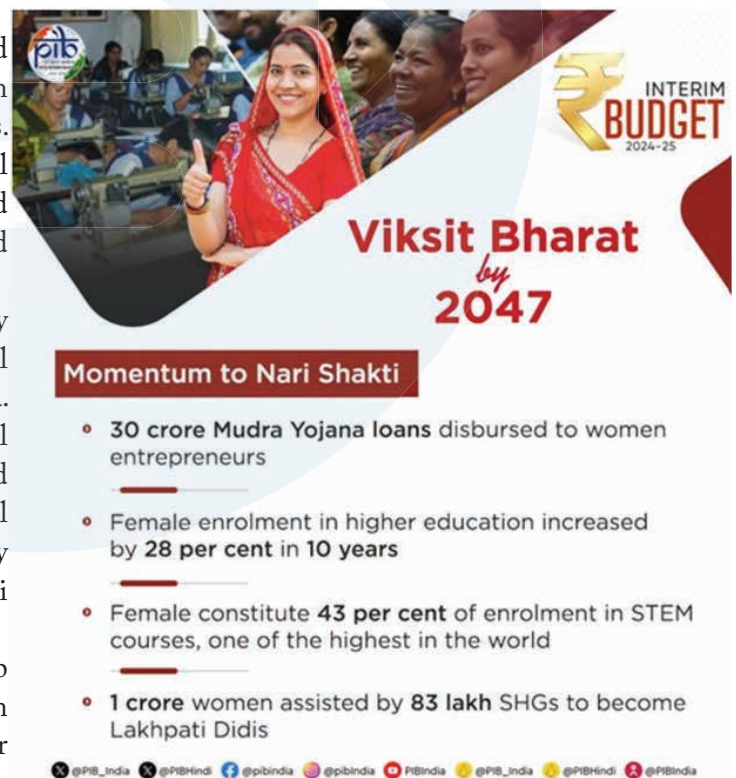 pib
INTERIM
BUDGET
2024-25
Viksit Bharat
by
2047
Momentum to Nari Shakti
30 crore Mudra Yojana loans disbursed to women
entrepreneurs
Female enrolment in higher education increased
by 28 per cent in 10 years
Female constitute 43 per cent of enrolment in STEM
courses, one of the highest in the world
1 crore women assisted by 83 lakh SHGs to become
Lakhpati Didis
@PIB_India @PIBHindi @pibindia @pibindia PIBIndia @PIB_India @PIBHindi @PIBIndia